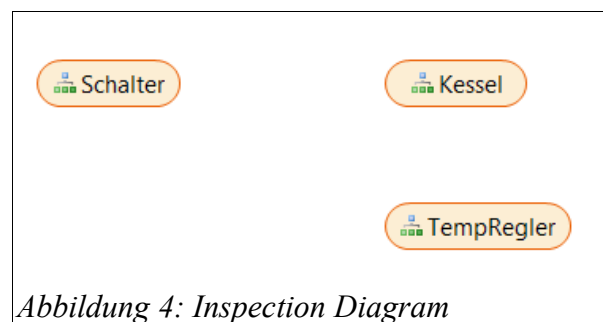 Schalter
Kessel
TempRegler
Abbildung 4: Inspection Diagram